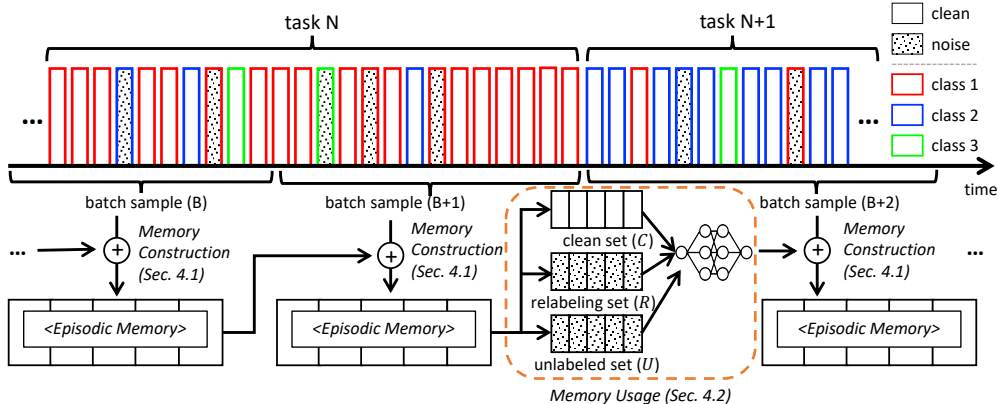 task N
task N+1
clean
noise
class 1
class 2
class 3
...
...
time
batch sample (B)
batch sample (B+1)
batch sample (B+2)
...
+
Memory
Construction
(Sec. 4.1)
+
Memory
Construction
(Sec. 4.1)
clean set (C)
relabeling set (R)
unlabeled set (U)
+
Memory
Construction
(Sec. 4.1)
...
<Episodic Memory>
<Episodic Memory>
<Episodic Memory>
Memory Usage (Sec. 4.2)